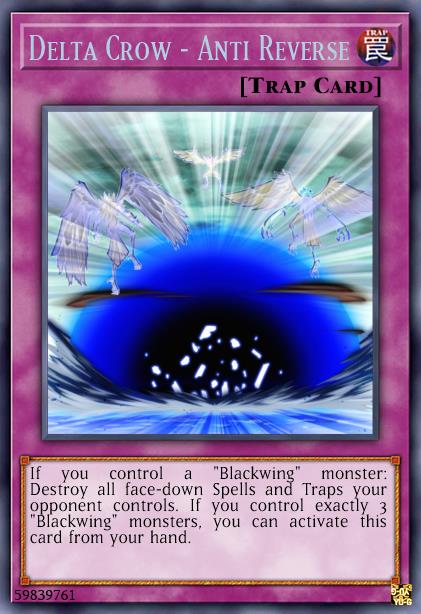 Delta Crow - Anti Reverse
TRAP
罠
[Trap Card]
If you control a "Blackwing" monster:
Destroy all face-down Spells and Traps your
opponent controls. If you control exactly 3
"Blackwing" monsters, you can activate this
card from your hand.
59839761